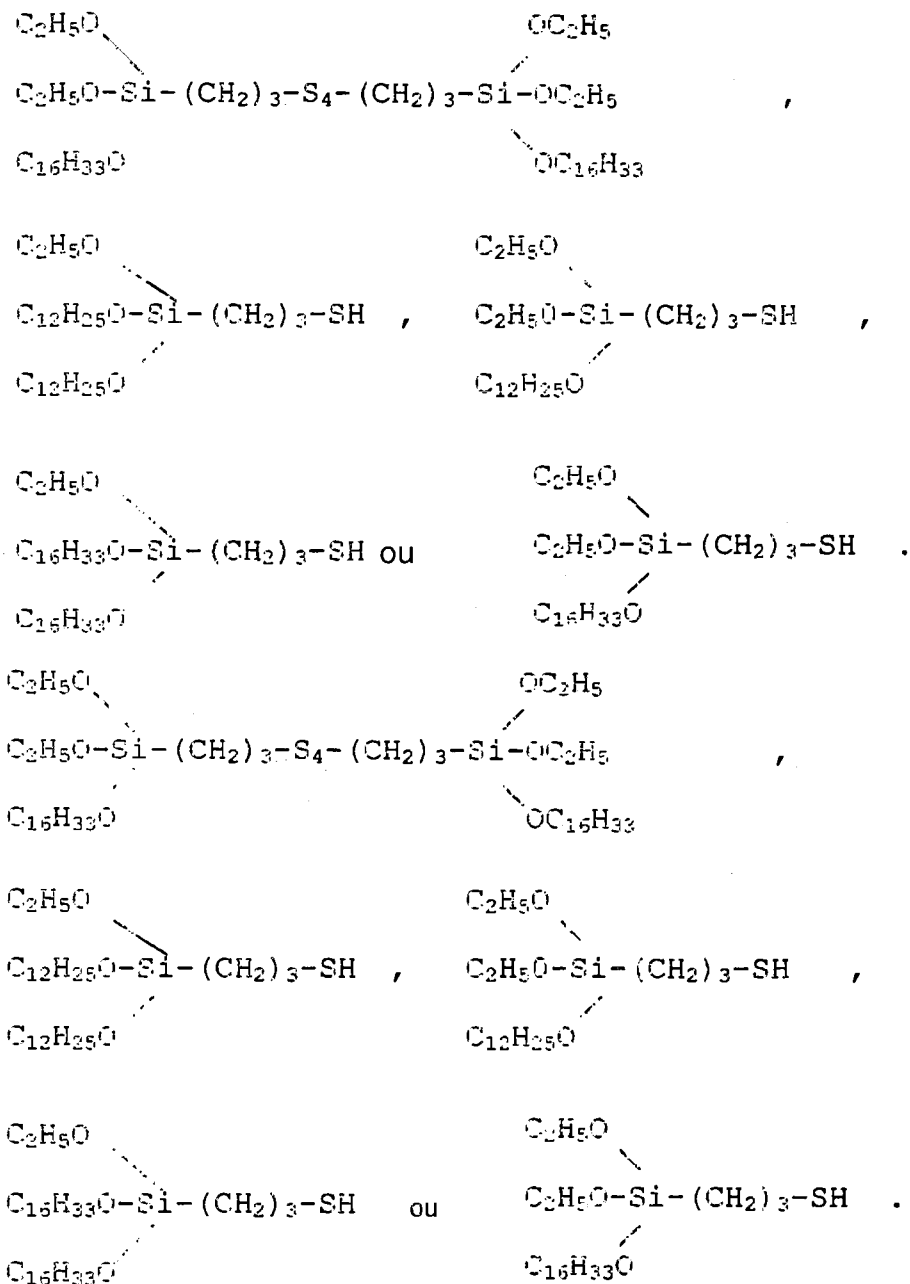 C₂H₅O OC₂H₅
C₂H₅O-Si-(CH₂)₃-S₄-(CH₂)₃-Si-OC₂H₅ ,
C₁₆H₃₃O OC₁₆H₃₃
C₂H₅O C₂H₅O
C₁₂H₂₅O-Si-(CH₂)₃-SH , C₂H₅O-Si-(CH₂)₃-SH ,
C₁₂H₂₅O C₁₂H₂₅O
C₂H₅O C₂H₅O
C₁₆H₃₃O-Si-(CH₂)₃-SH ou C₂H₅O-Si-(CH₂)₃-SH .
C₁₆H₃₃O C₁₆H₃₃O
C₂H₅O OC₂H₅
C₂H₅O-Si-(CH₂)₃-S₄-(CH₂)₃-Si-OC₂H₅ ,
C₁₆H₃₃O OC₁₆H₃₃
C₂H₅O C₂H₅O
C₁₂H₂₅O-Si-(CH₂)₃-SH , C₂H₅O-Si-(CH₂)₃-SH ,
C₁₂H₂₅O C₁₂H₂₅O
C₂H₅O C₂H₅O
C₁₆H₃₃O-Si-(CH₂)₃-SH ou C₂H₅O-Si-(CH₂)₃-SH .
C₁₆H₃₃O C₁₆H₃₃O